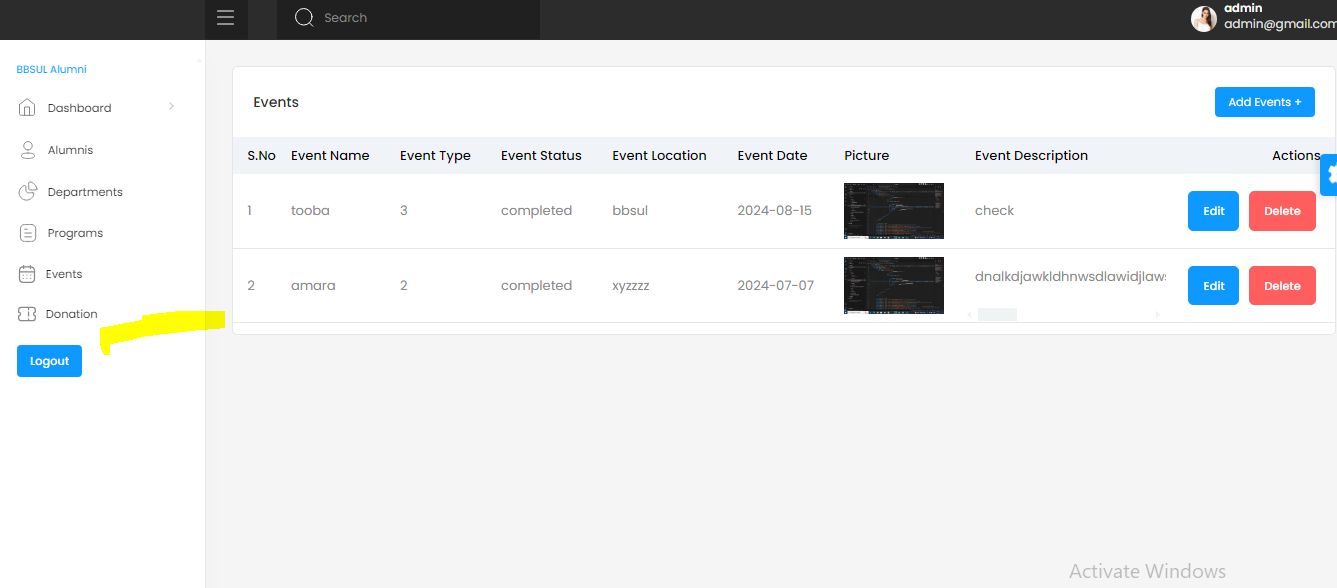 Search
admin
admin@gmail.com
BBSUL Alumni
Dashboard
Alumnis
Departments
Programs
Events
Donation
Logout
Events
Add Events +
S.No Event Name Event Type Event Status Event Location Event Date Picture Event Description Actions
1 tooba 3 completed bbsul 2024-08-15 check Edit Delete
2 amara 2 completed xyzzzz 2024-07-07 dnalkdjawkldhnwsdlawidjlaws Edit Delete
Activate Windows